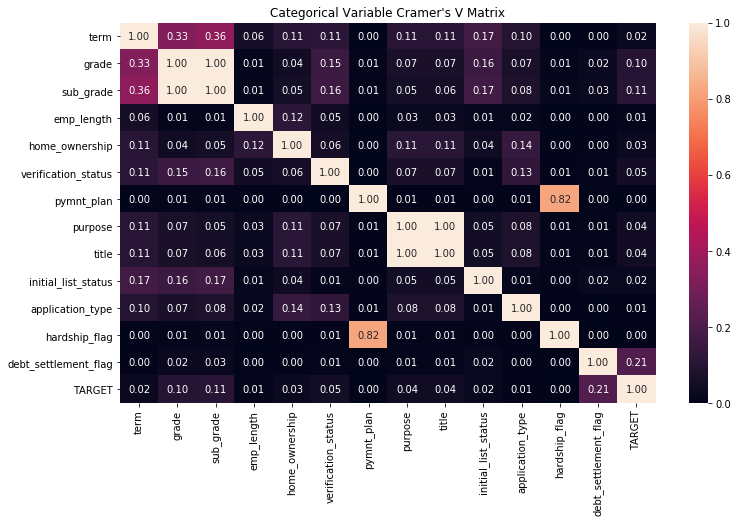 Categorical Variable Cramer's V Matrix
term 1.00 0.33 0.36 0.06 0.11 0.11 0.00 0.11 0.11 0.17 0.10 0.00 0.00 0.02
grade 0.33 1.00 1.00 0.01 0.04 0.15 0.01 0.07 0.07 0.16 0.07 0.01 0.02 0.10
sub_grade 0.36 1.00 1.00 0.01 0.05 0.16 0.01 0.05 0.06 0.17 0.08 0.01 0.03 0.11
emp_length 0.06 0.01 0.01 1.00 0.12 0.05 0.00 0.03 0.03 0.01 0.02 0.00 0.00 0.01
home_ownership 0.11 0.04 0.05 0.12 1.00 0.06 0.00 0.11 0.11 0.04 0.14 0.00 0.00 0.03
verification_status 0.11 0.15 0.16 0.05 0.06 1.00 0.00 0.07 0.07 0.01 0.13 0.01 0.01 0.05
pymnt_plan 0.00 0.01 0.01 0.00 0.00 0.00 1.00 0.01 0.01 0.00 0.01 0.82 0.00 0.00
purpose 0.11 0.07 0.05 0.03 0.11 0.07 0.01 1.00 1.00 0.05 0.08 0.01 0.01 0.04
title 0.11 0.07 0.06 0.03 0.11 0.07 0.01 1.00 1.00 0.05 0.08 0.01 0.01 0.04
initial_list_status 0.17 0.16 0.17 0.01 0.04 0.01 0.00 0.05 0.05 1.00 0.01 0.00 0.02 0.02
application_type 0.10 0.07 0.08 0.02 0.14 0.13 0.01 0.08 0.08 0.01 1.00 0.00 0.00 0.01
hardship_flag 0.00 0.01 0.01 0.00 0.00 0.01 0.82 0.01 0.01 0.00 0.00 1.00 0.00 0.00
debt_settlement_flag 0.00 0.02 0.03 0.00 0.00 0.01 0.00 0.01 0.01 0.02 0.00 0.00 1.00 0.21
TARGET 0.02 0.10 0.11 0.01 0.03 0.05 0.00 0.04 0.04 0.02 0.01 0.00 0.21 1.00
term
grade
sub_grade
emp_length
home_ownership
verification_status
pymnt_plan
purpose
title
initial_list_status
application_type
hardship_flag
debt_settlement_flag
TARGET
1.0
0.8
0.6
0.4
0.2
0.0